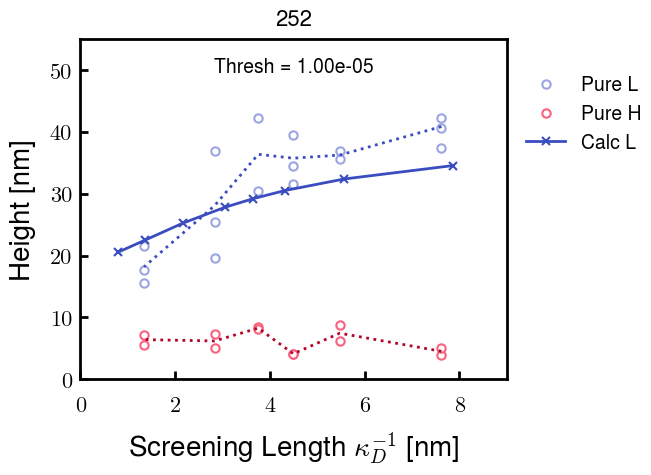 252
Thresh = 1.00e-05
50
40
30
20
10
0
Height [nm]
0 2 4 6 8
Screening Length κ_D^{-1} [nm]
Pure L
Pure H
Calc L